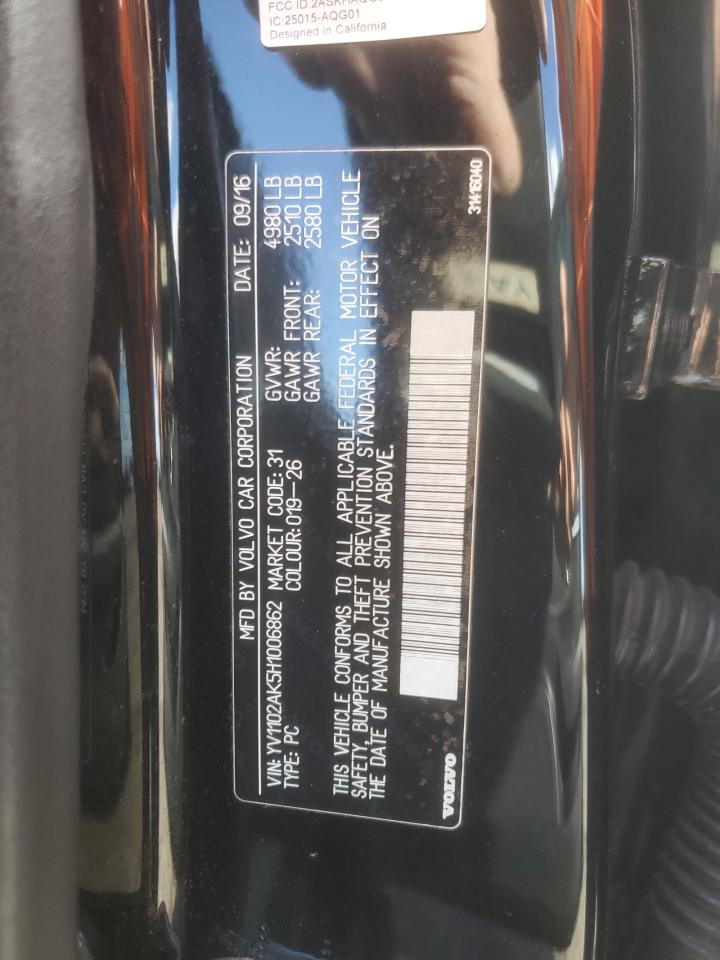 FCC ID:2ASKHAQG
IC:25015-AQG01
Designed in California
MFD BY VOLVO CAR CORPORATION DATE: 09/16
VIN: YV1102AK5H1006862 MARKET CODE: 31 GVWR: 4980 LB
TYPE: PC COLOUR: 019-26 GAWR FRONT: 2510 LB
GAWR REAR: 2580 LB
THIS VEHICLE CONFORMS TO ALL APPLICABLE FEDERAL MOTOR VEHICLE
SAFETY, BUMPER AND THEFT PREVENTION STANDARDS IN EFFECT ON
THE DATE OF MANUFACTURE SHOWN ABOVE.
VOLVO 31416040